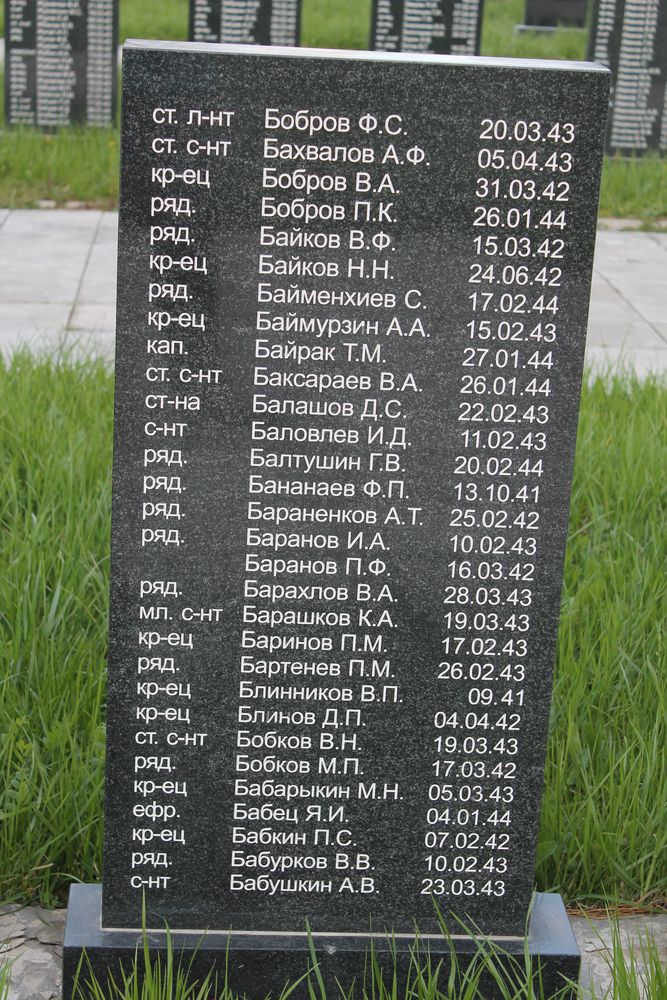 ст. л-нт Бобров Ф.С. 20.03.43
ст. с-нт Бахвалов А.Ф. 05.04.43
кр-ец Бобров В.А. 31.03.42
ряд. Бобров П.К. 26.01.44
ряд. Байков В.Ф. 15.03.42
кр-ец Байков Н.Н. 24.06.42
ряд. Байменхиев С. 17.02.44
кр-ец Баймурзин А.А. 15.02.43
кап. Байрак Т.М. 27.01.44
ст. с-нт Баксараев В.А. 26.01.44
ст-на Балашов Д.С. 22.02.43
с-нт Баловлев И.Д. 11.02.43
ряд. Балтушин Г.В. 20.02.44
ряд. Бананаев Ф.П. 13.10.41
ряд. Бараненков А.Т. 25.02.42
ряд. Баранов И.А. 10.02.43
Баранов П.Ф. 16.03.42
ряд. Барахлов В.А. 28.03.43
мл. с-нт Барашков К.А. 19.03.43
кр-ец Баринов П.М. 17.02.43
ряд. Бартенев П.М. 26.02.43
кр-ец Блинников В.П. 09.41
кр-ец Блинов Д.П. 04.04.42
ст. с-нт Бобков В.Н. 19.03.43
ряд. Бобков М.П. 17.03.42
кр-ец Бабарыкин М.Н. 05.03.43
ефр. Бабец Я.И. 04.01.44
кр-ец Бабкин П.С. 07.02.42
ряд. Бабурков В.В. 10.02.43
с-нт Бабушкин А.В. 23.03.43